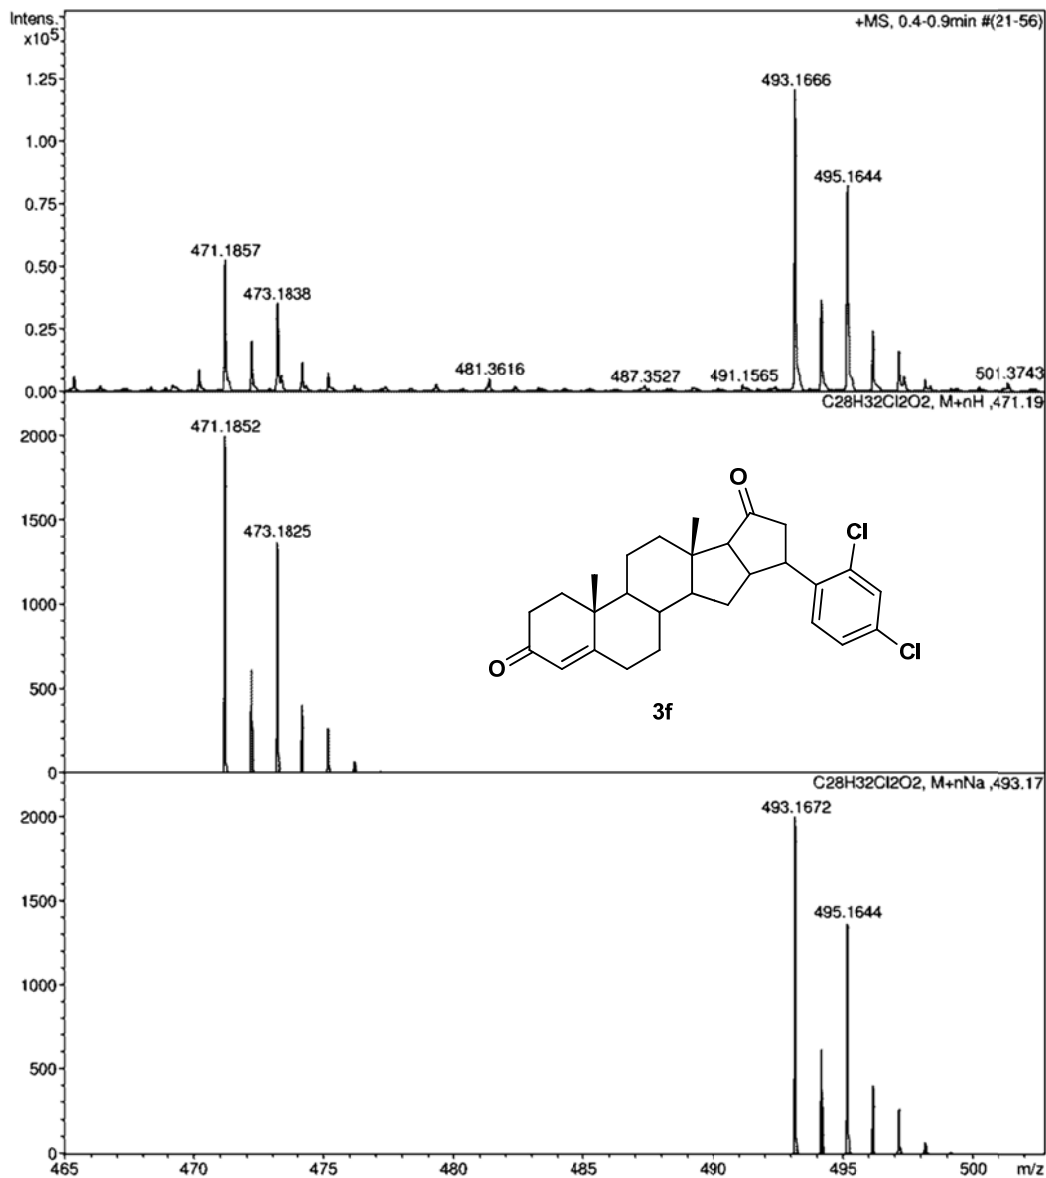 Intens.
x10^5
+MS, 0.4-0.9min #(21-56)
1.25
1.00
0.75
0.50
0.25
0.00
493.1666
495.1644
471.1857
473.1838
481.3616
487.3527
491.1565
501.3743
C28H32Cl2O2, M+nH ,471.19
2000
1500
1000
500
0
471.1852
473.1825
O
Cl
Cl
O
3f
C28H32Cl2O2, M+nNa ,493.17
2000
1500
1000
500
0
493.1672
495.1644
465 470 475 480 485 490 495 500 m/z